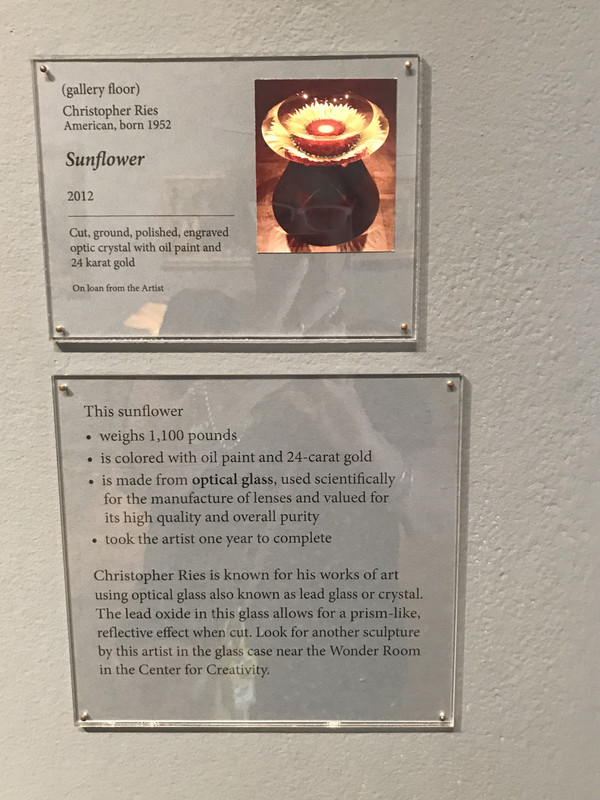 (gallery floor)
Christopher Ries
American, born 1952
Sunflower
2012
Cut, ground, polished, engraved
optic crystal with oil paint and
24 karat gold
On loan from the Artist
This sunflower
• weighs 1,100 pounds
• is colored with oil paint and 24-carat gold
• is made from optical glass, used scientifically
for the manufacture of lenses and valued for
its high quality and overall purity
• took the artist one year to complete
Christopher Ries is known for his works of art
using optical glass also known as lead glass or crystal.
The lead oxide in this glass allows for a prism-like,
reflective effect when cut. Look for another sculpture
by this artist in the glass case near the Wonder Room
in the Center for Creativity.